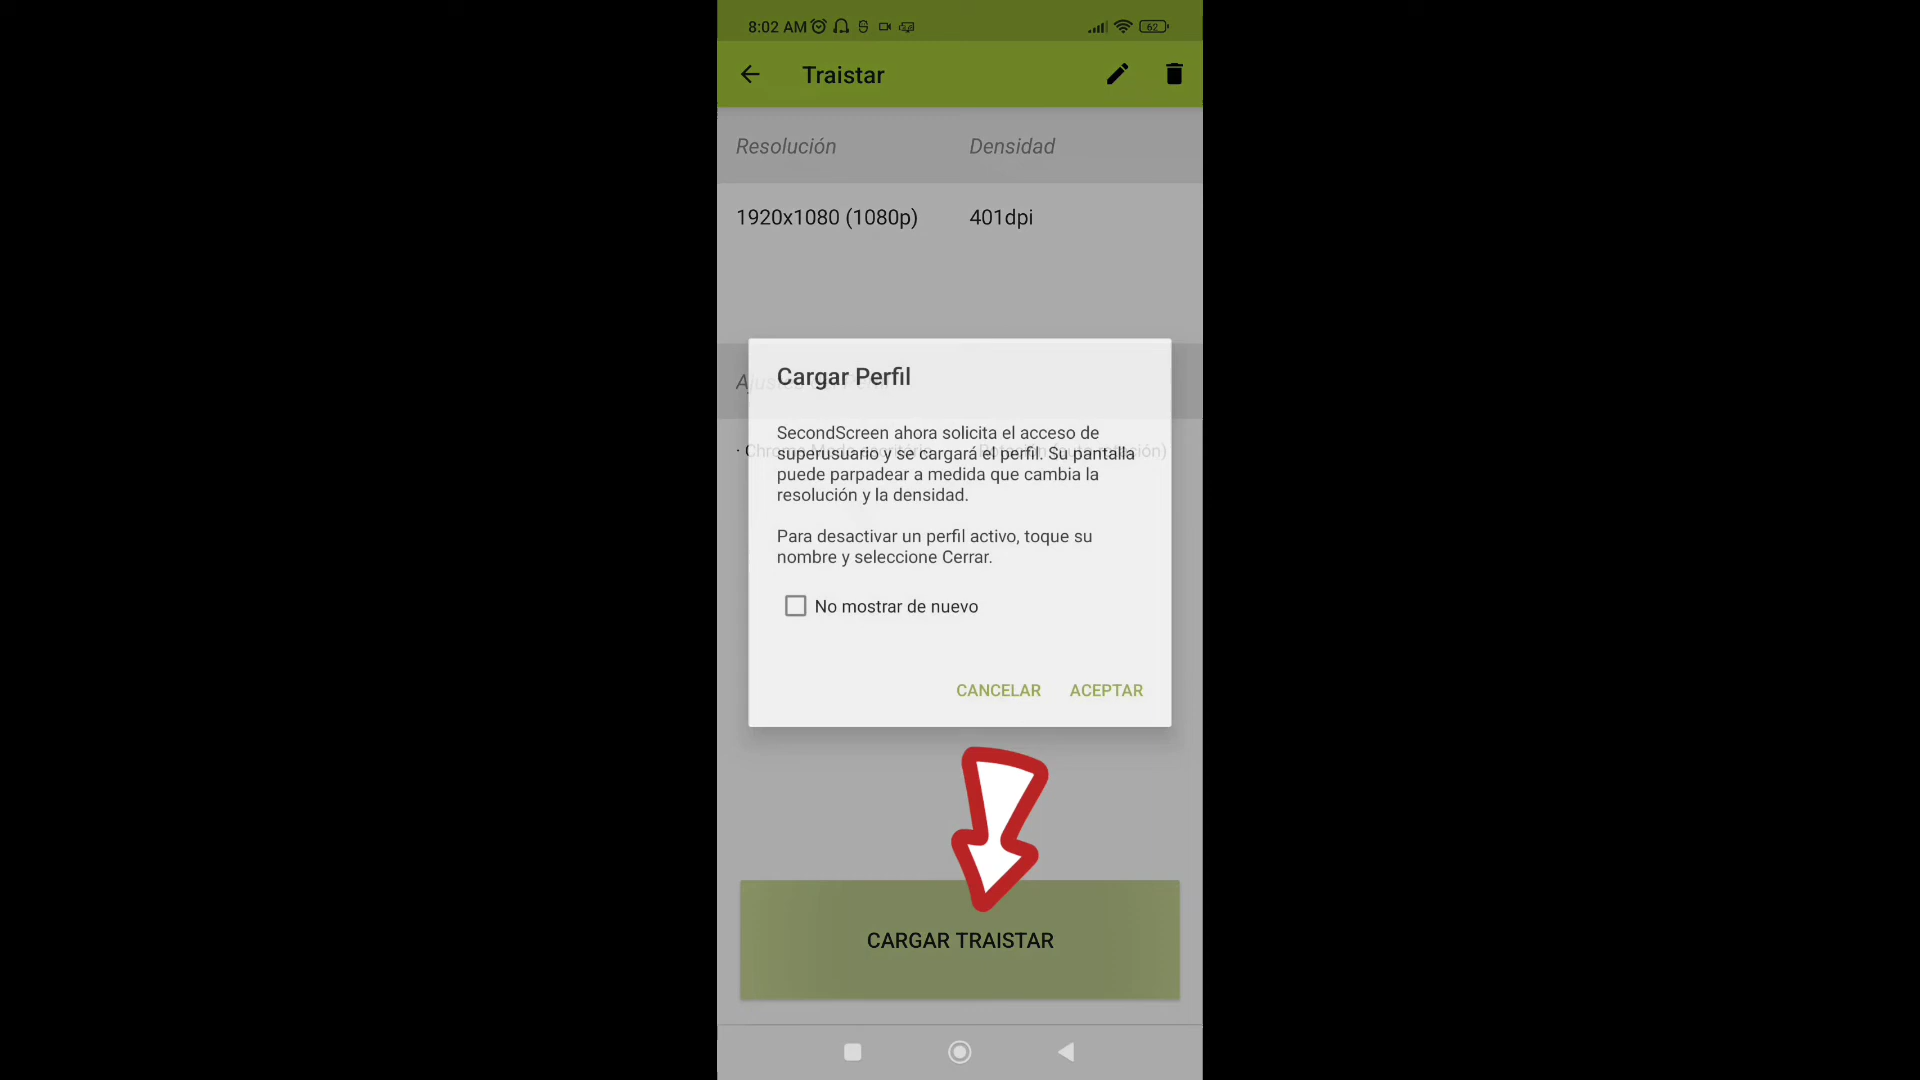 8:02 AM
62
Traistar
Resolución
Densidad
1920x1080 (1080p)
401dpi
Cargar Perfil
SecondScreen ahora solicita el acceso de
superusuario y se cargará el perfil. Su pantalla
puede parpadear a medida que cambia la
resolución y la densidad.
Para desactivar un perfil activo, toque su
nombre y seleccione Cerrar.
No mostrar de nuevo
CANCELAR
ACEPTAR
CARGAR TRAISTAR